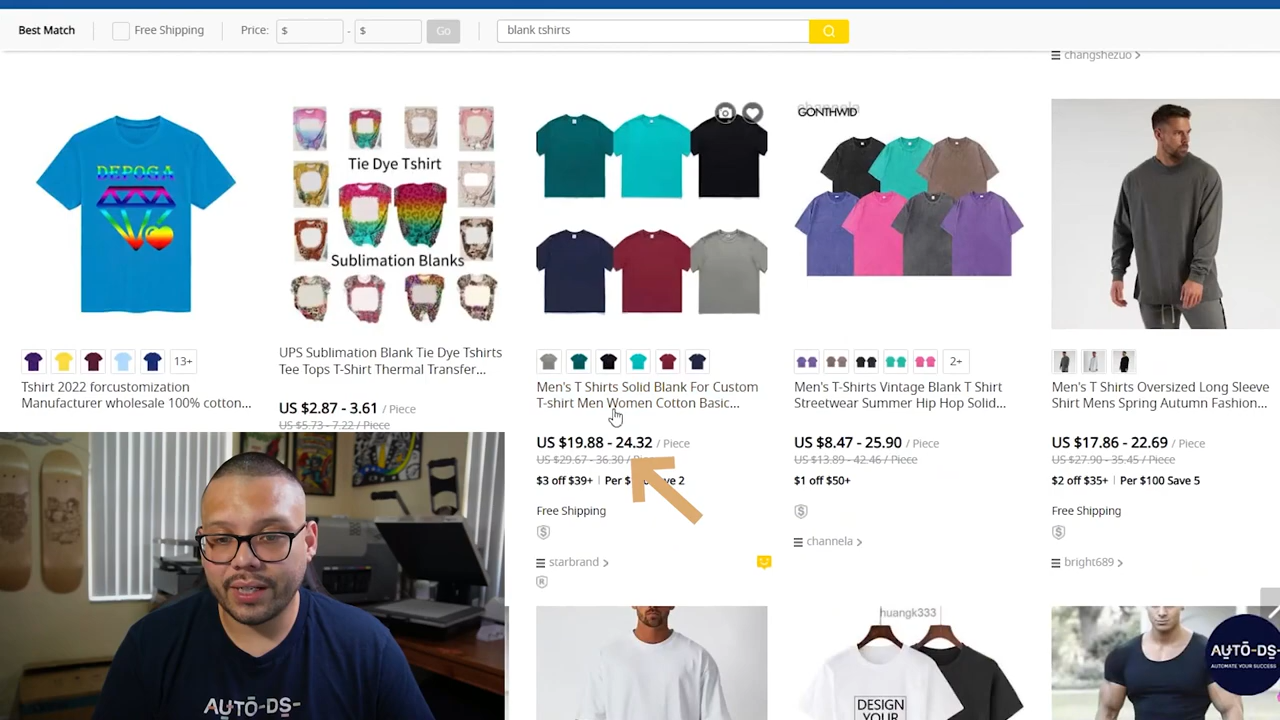 Best Match
Free Shipping
Price:
$
-
$
Go
blank tshirts
changshezuo >
DEPOGA
Tie Dye Tshirt
Sublimation Blanks
GONTHWID
channela
13+
2+
Tshirt 2022 forcustomization
Manufacturer wholesale 100% cotton...
UPS Sublimation Blank Tie Dye Tshirts
Tee Tops T-Shirt Thermal Transfer...
US $2.87 - 3.61 / Piece
US $5.73 - 7.22 / Piece
Men's T Shirts Solid Blank For Custom
T-shirt Men Women Cotton Basic...
US $19.88 - 24.32 / Piece
US $29.67 - 36.30 /
$3 off $39+ | Per
2
Free Shipping
starbrand >
Men's T-Shirts Vintage Blank T Shirt
Streetwear Summer Hip Hop Solid...
US $8.47 - 25.90 / Piece
US $13.89 - 42.46 / Piece
$1 off $50+
channela >
Men's T Shirts Oversized Long Sleeve
Shirt Mens Spring Autumn Fashion...
US $17.86 - 22.69 / Piece
US $27.90 - 35.45 / Piece
$2 off $35+ | Per $100 Save 5
Free Shipping
bright689 >
huangk333
DESIGN
YOUR
AUTO-DS-
AUTŌ-DS-
AUTOMATE YOUR SUCCESS